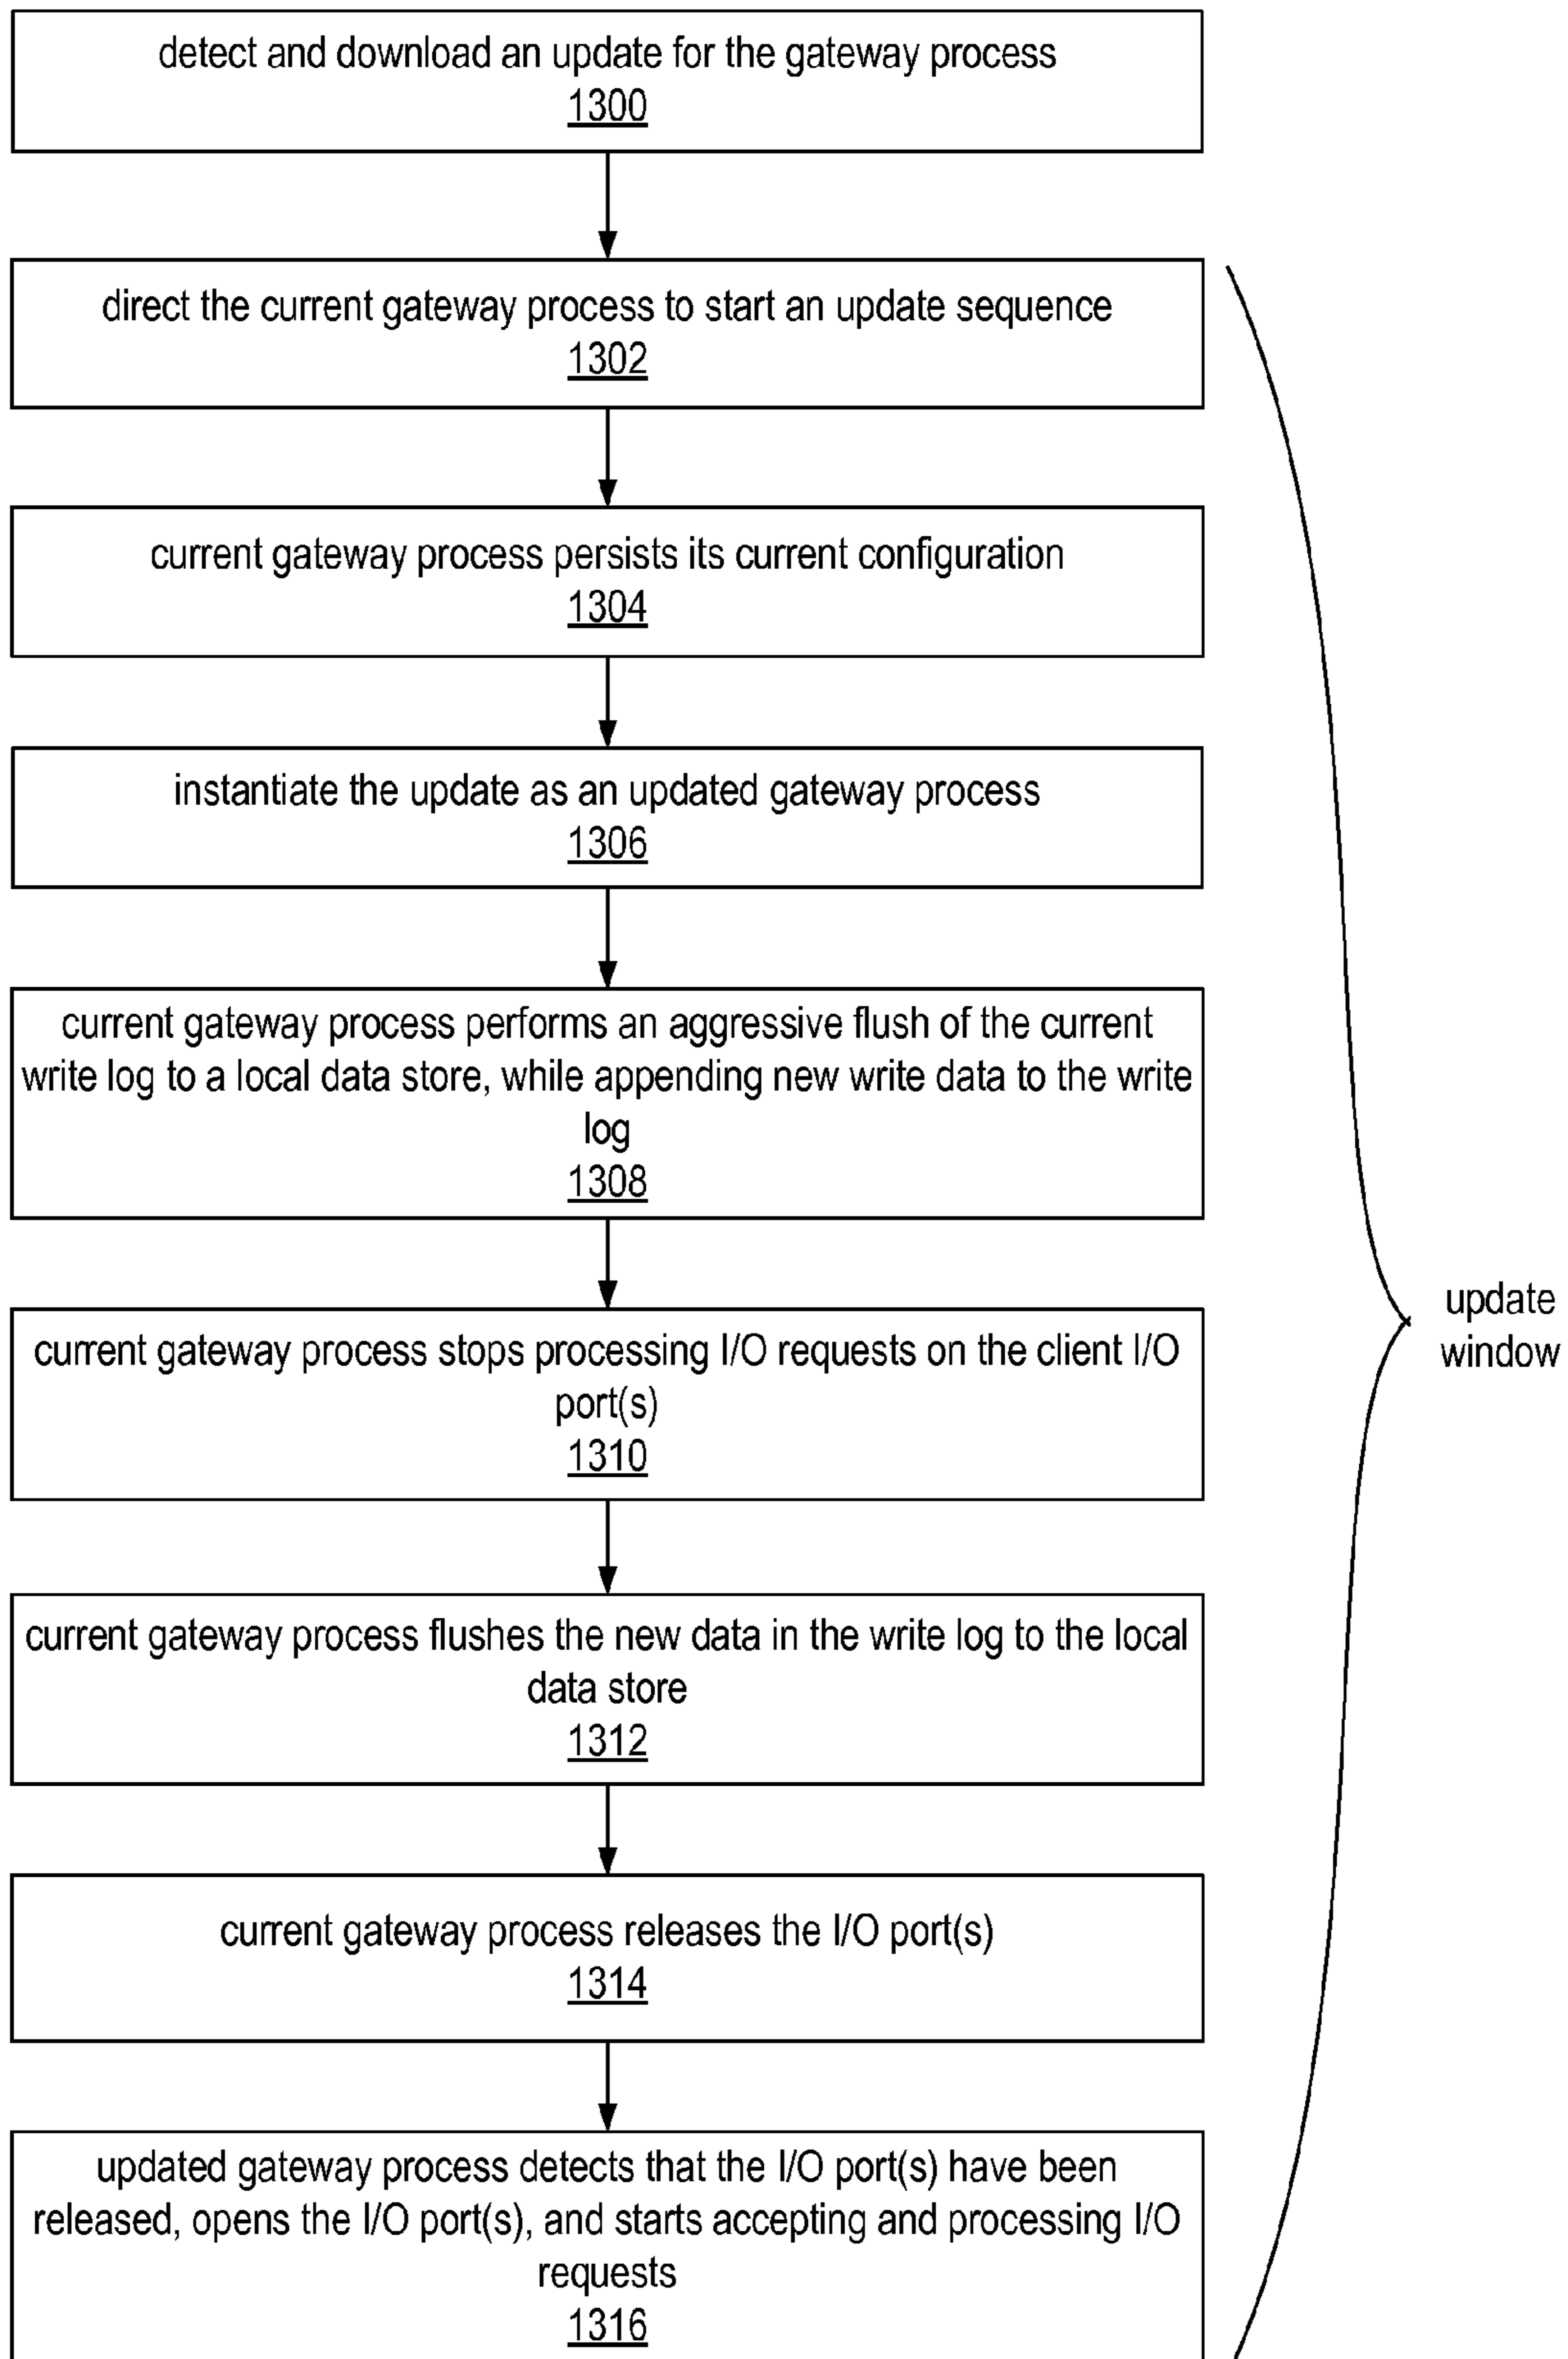 detect and download an update for the gateway process
1300
direct the current gateway process to start an update sequence
1302
current gateway process persists its current configuration
1304
instantiate the update as an updated gateway process
1306
current gateway process performs an aggressive flush of the current
write log to a local data store, while appending new write data to the write
log
1308
current gateway process stops processing I/O requests on the client I/O
port(s)
1310
update
window
current gateway process flushes the new data in the write log to the local
data store
1312
current gateway process releases the I/O port(s)
1314
updated gateway process detects that the I/O port(s) have been
released, opens the I/O port(s), and starts accepting and processing I/O
requests
1316